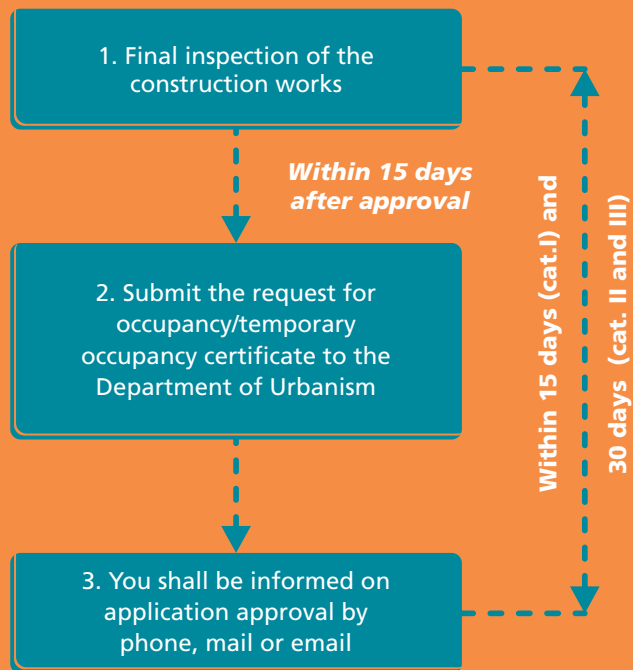 1. Final inspection of the
construction works
Within 15 days
after approval
2. Submit the request for
occupancy/temporary
occupancy certificate to the
Department of Urbanism
3. You shall be informed on
application approval by
phone, mail or email
Within 15 days (cat.I) and
30 days (cat. II and III)